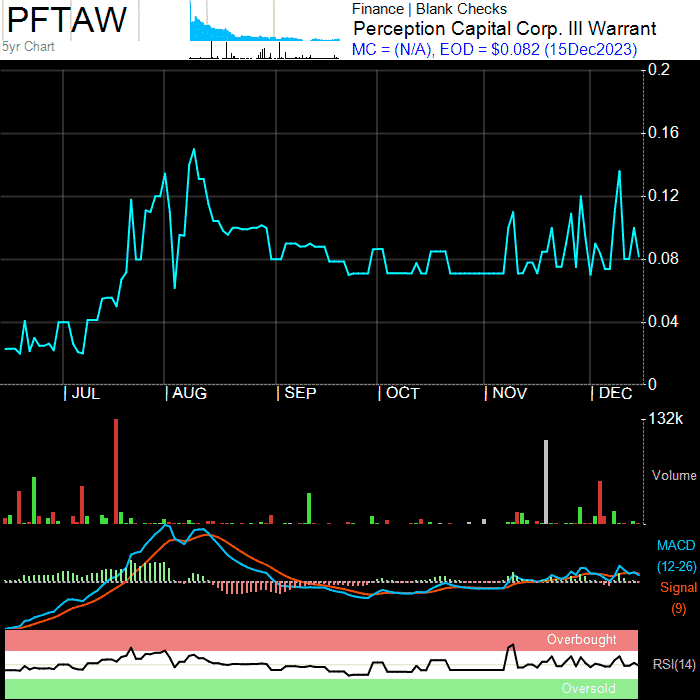 PFTAW
5yr Chart
Finance | Blank Checks
Perception Capital Corp. III Warrant
MC = (N/A), EOD = $0.082 (15Dec2023)
0.2
0.16
0.12
0.08
0.04
0
| JUL | AUG | SEP | OCT | NOV | DEC
132k
Volume
MACD
(12-26)
Signal
(9)
Overbought
RSI(14)
Oversold